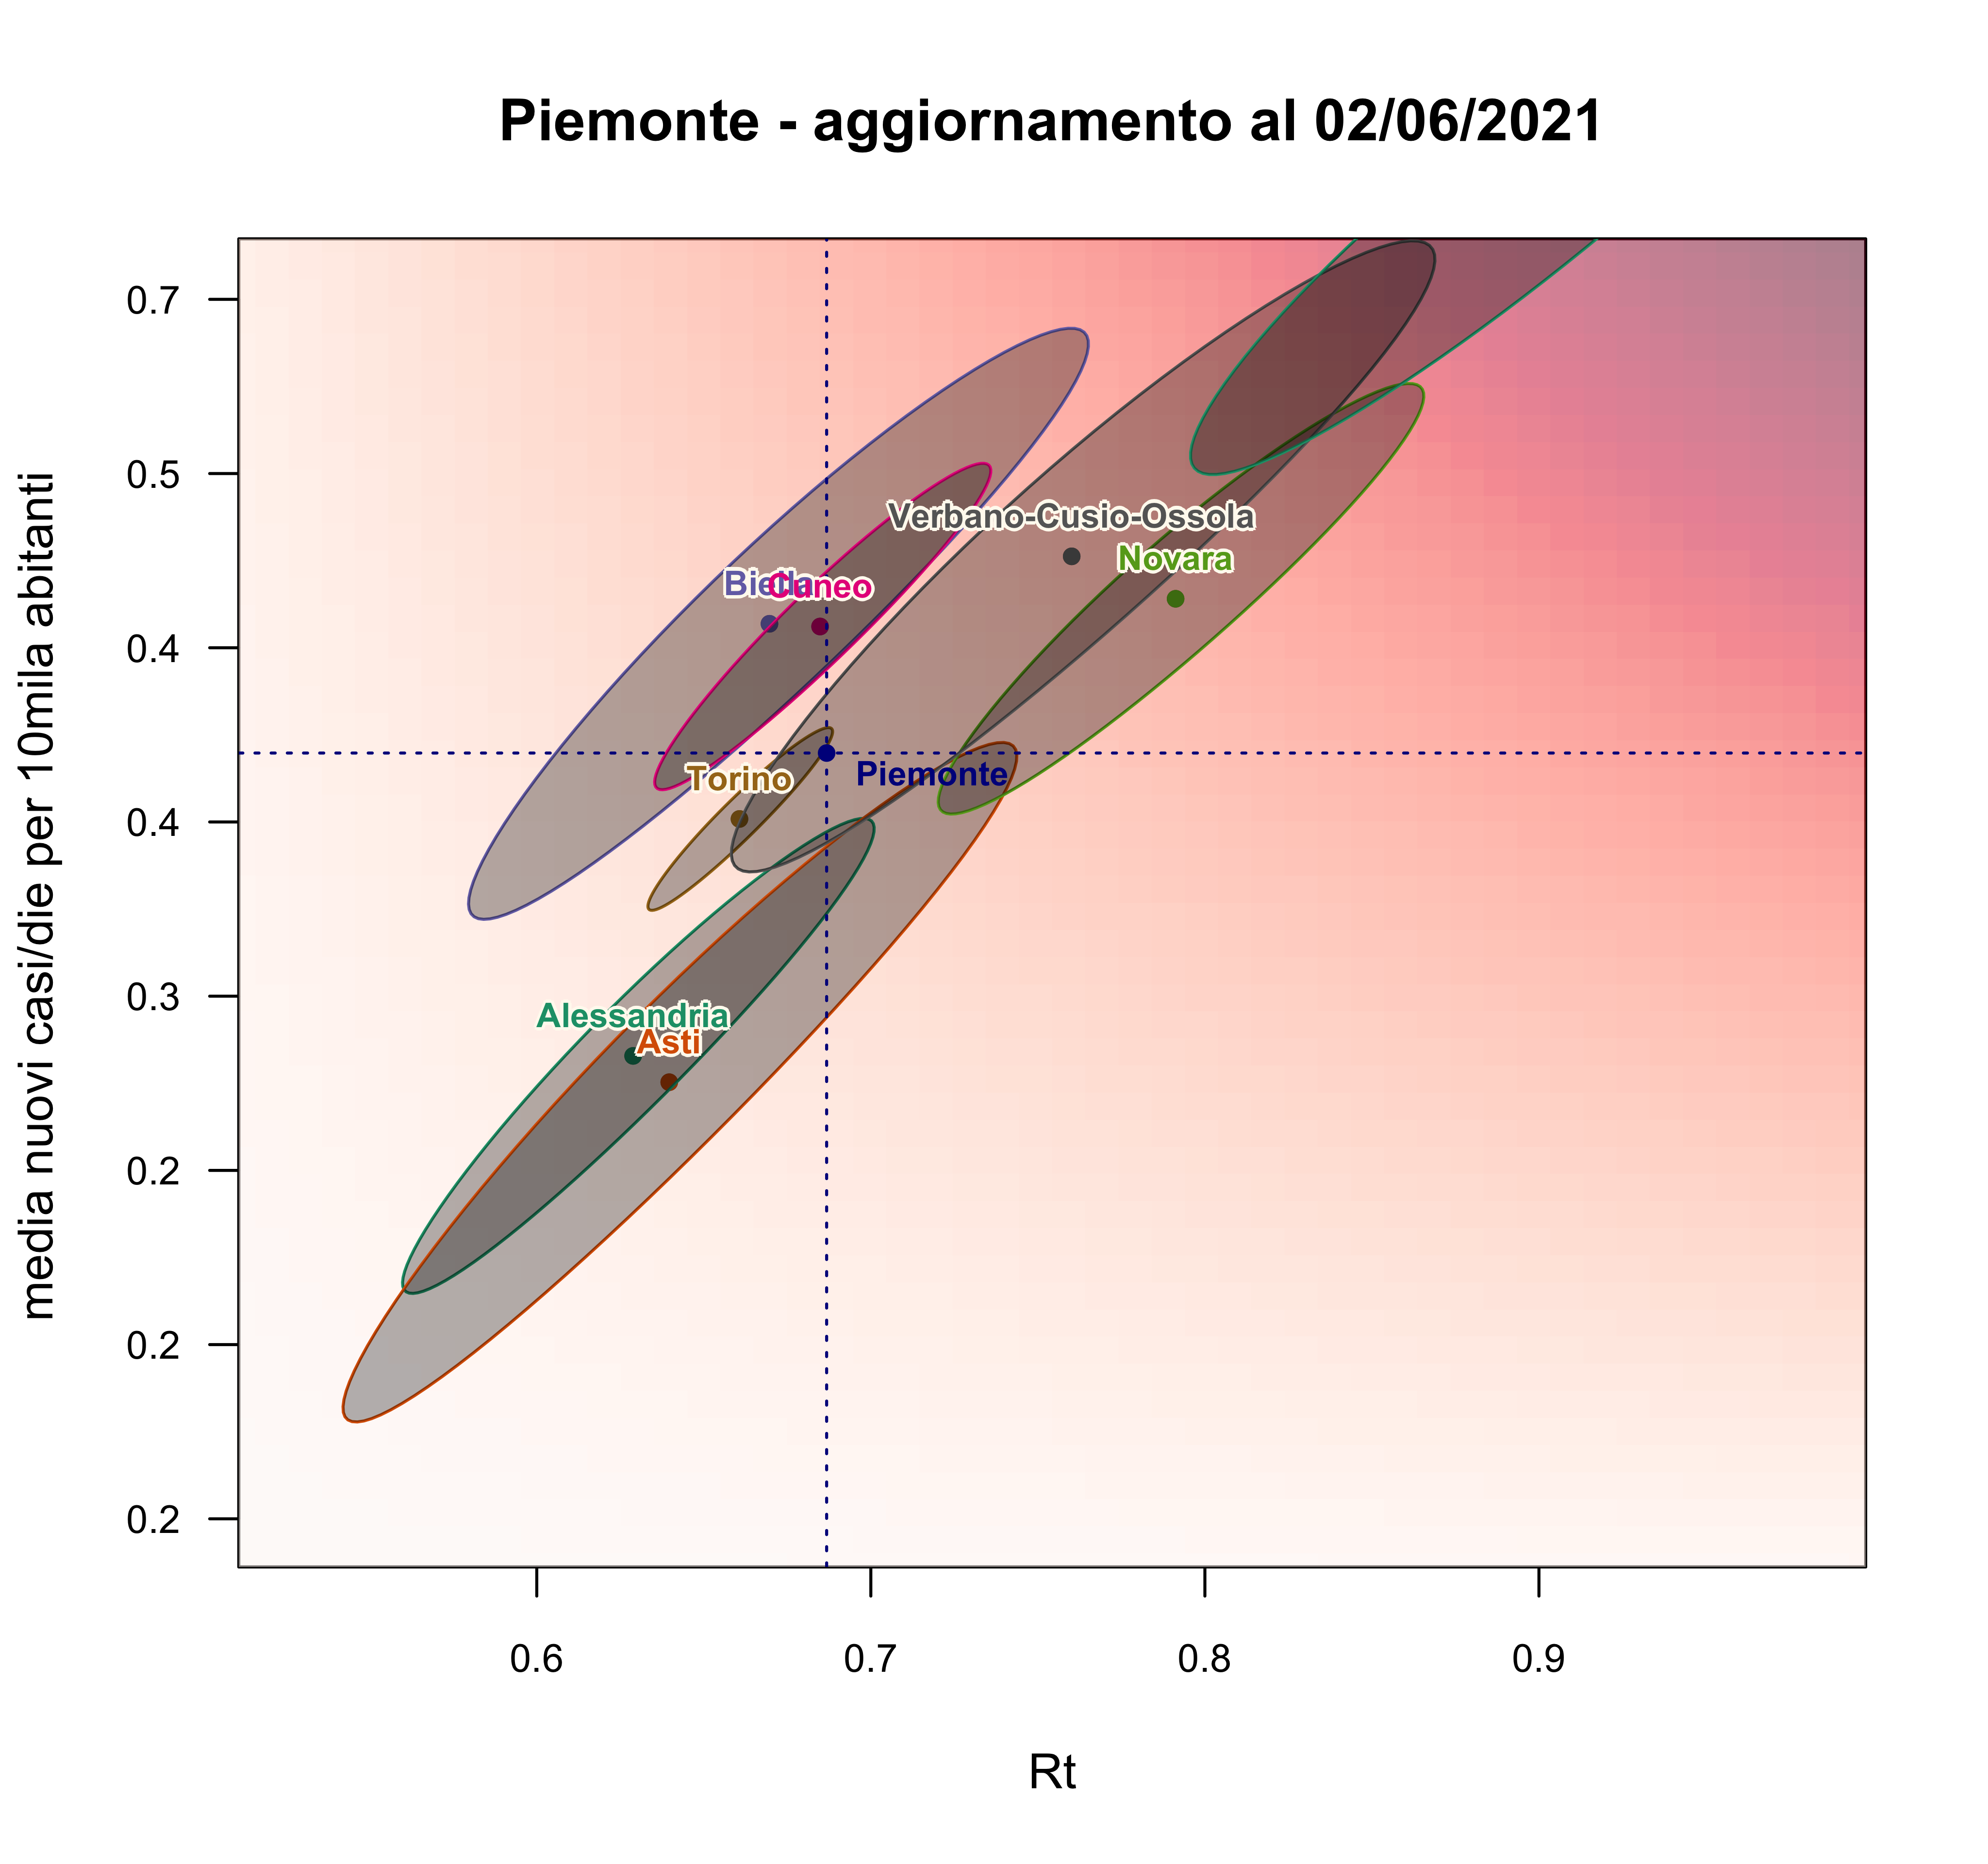 Piemonte - aggiornamento al 02/06/2021
media nuovi casi/die per 10mila abitanti
0.7
0.5
0.4
0.4
0.3
0.2
0.2
0.2
Verbano-Cusio-Ossola
Novara
Biella
Cuneo
Piemonte
Torino
Alessandria
Asti
0.6
0.7
0.8
0.9
Rt